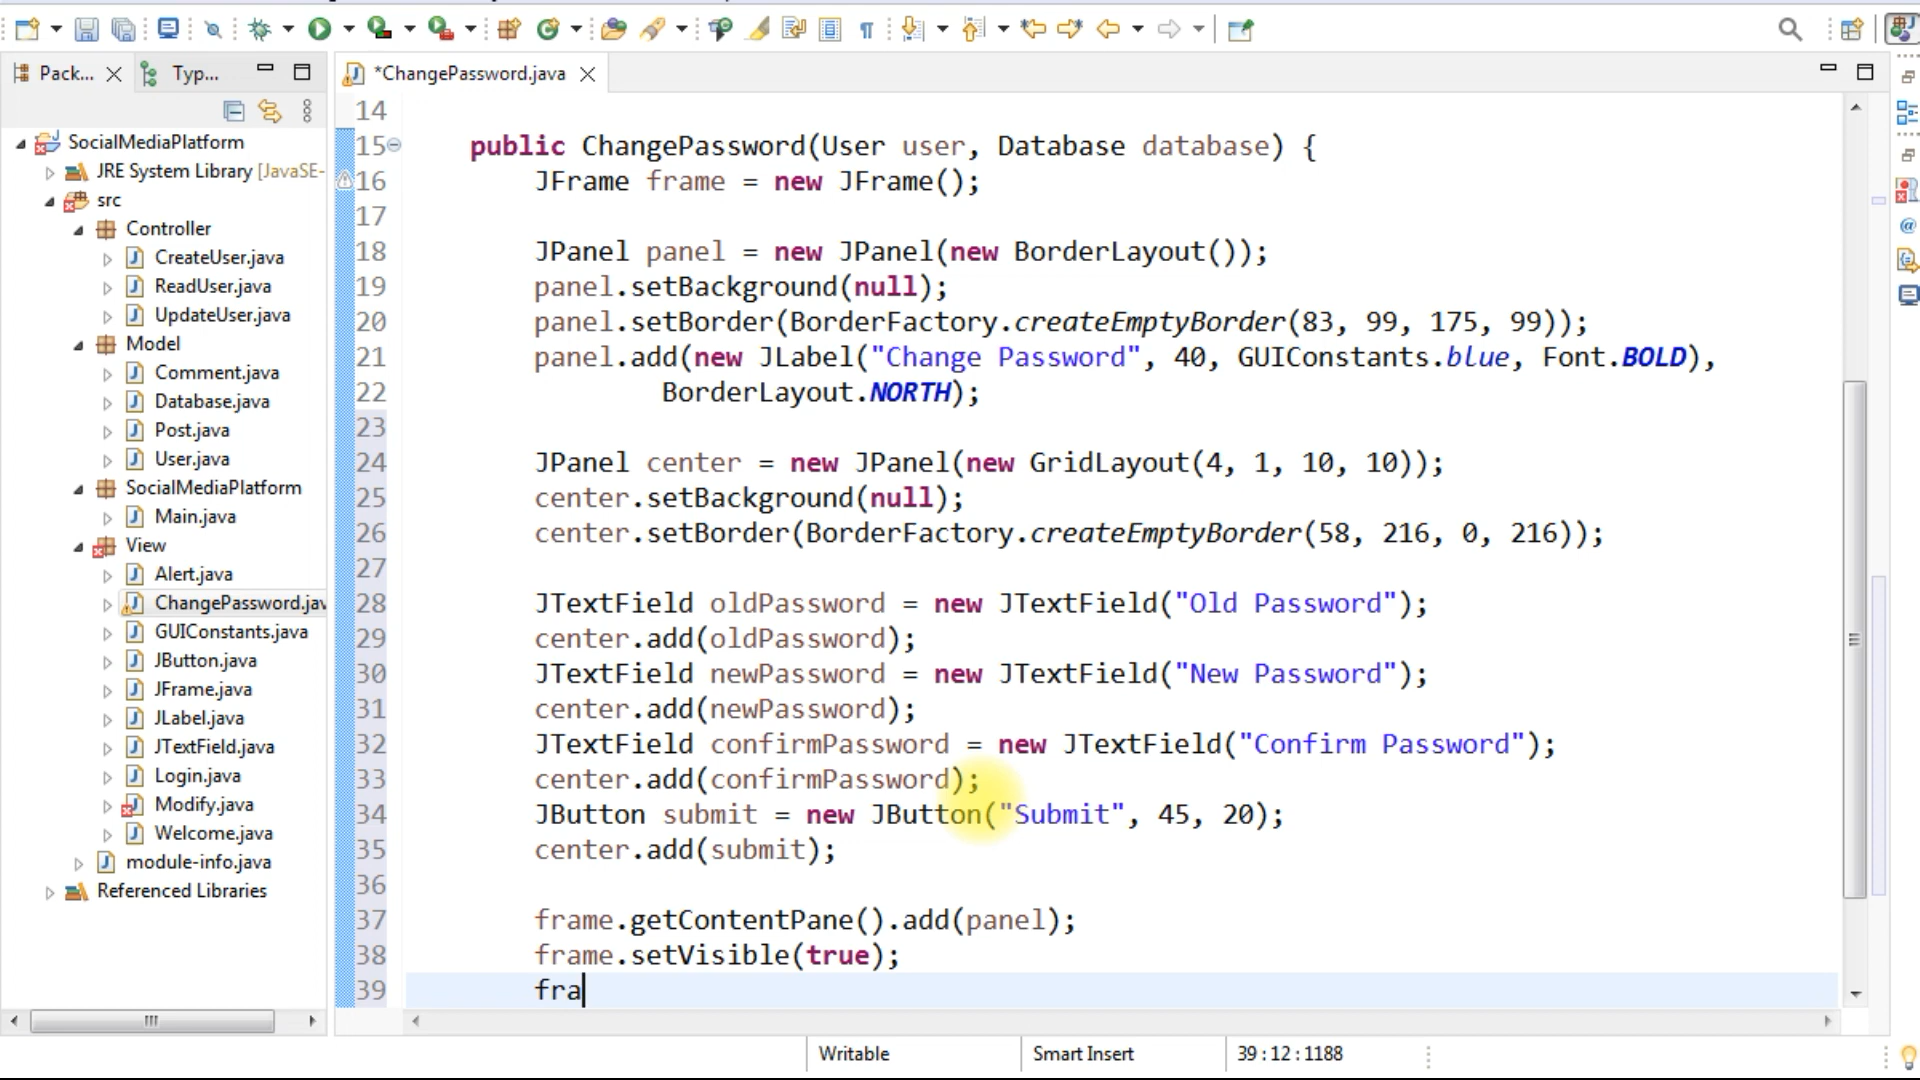 Pack...
Typ...
*ChangePassword.java
SocialMediaPlatform
JRE System Library [JavaSE-
src
Controller
CreateUser.java
ReadUser.java
UpdateUser.java
Model
Comment.java
Database.java
Post.java
User.java
SocialMediaPlatform
Main.java
View
Alert.java
ChangePassword.jav
GUIConstants.java
JButton.java
JFrame.java
JLabel.java
JTextField.java
Login.java
Modify.java
Welcome.java
module-info.java
Referenced Libraries
14
15 public ChangePassword(User user, Database database) {
16 JFrame frame = new JFrame();
17
18 JPanel panel = new JPanel(new BorderLayout());
19 panel.setBackground(null);
20 panel.setBorder(BorderFactory.createEmptyBorder(83, 99, 175, 99));
21 panel.add(new JLabel("Change Password", 40, GUIConstants.blue, Font.BOLD),
22 BorderLayout.NORTH);
23
24 JPanel center = new JPanel(new GridLayout(4, 1, 10, 10));
25 center.setBackground(null);
26 center.setBorder(BorderFactory.createEmptyBorder(58, 216, 0, 216));
27
28 JTextField oldPassword = new JTextField("Old Password");
29 center.add(oldPassword);
30 JTextField newPassword = new JTextField("New Password");
31 center.add(newPassword);
32 JTextField confirmPassword = new JTextField("Confirm Password");
33 center.add(confirmPassword);
34 JButton submit = new JButton("Submit", 45, 20);
35 center.add(submit);
36
37 frame.getContentPane().add(panel);
38 frame.setVisible(true);
39 fra
Writable
Smart Insert
39 : 12 : 1188